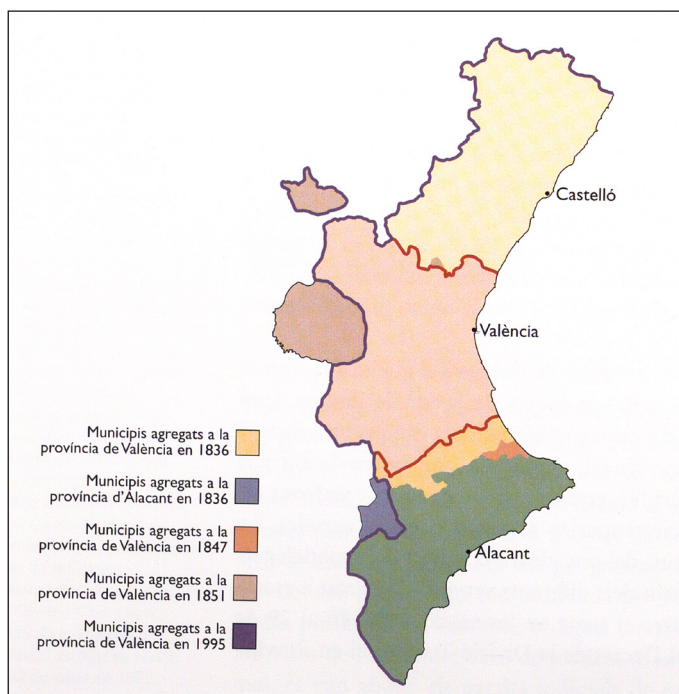 Castelló
València
Municipis agregats a la
província de València en 1836
Municipis agregats a la
província d'Alacant en 1836
Municipis agregats a la
província de València en 1847
Municipis agregats a la
província de València en 1851
Municipis agregats a la
província de València en 1995
Alacant